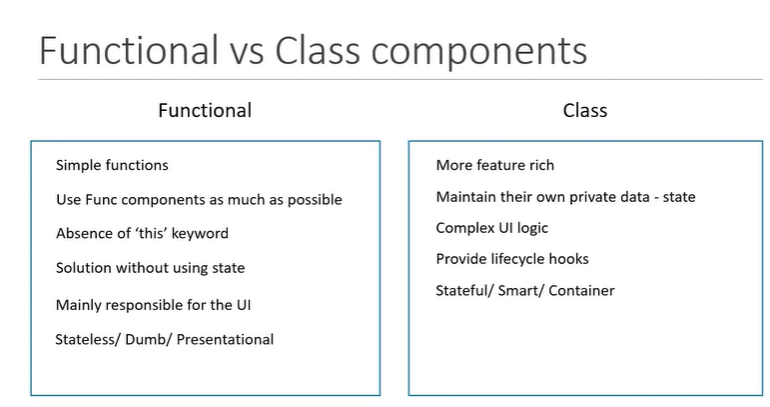 Functional vs Class components
Functional
Simple functions
Use Func components as much as possible
Absence of ‘this’ keyword
Solution without using state
Mainly responsible for the UI
Stateless/ Dumb/ Presentational
Class
More feature rich
Maintain their own private data - state
Complex UI logic
Provide lifecycle hooks
Stateful/ Smart/ Container